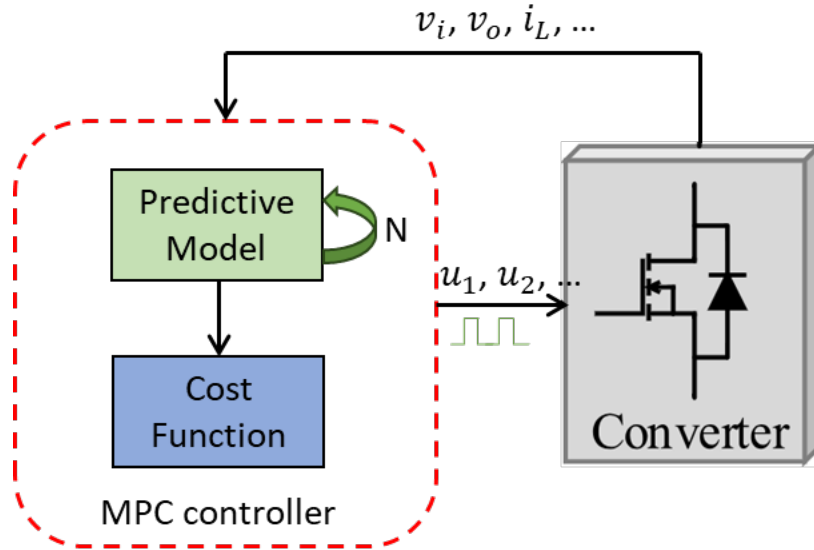 v_i, v_o, i_L, ...
Predictive
Model
N
u_1, u_2, ...
Cost
Function
Converter
MPC controller